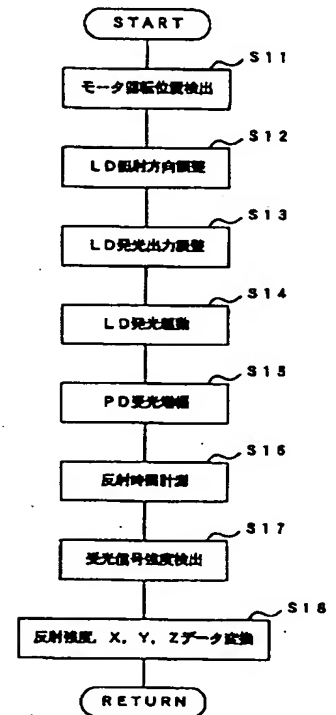 START
S11
モータ回転位置検出
S12
LD照射方向調整
S13
LD発光出力調整
S14
LD発光駆動
S15
PD受光増幅
S16
反射時間計測
S17
受光信号強度検出
S18
反射強度, X, Y, Zデータ変換
RETURN